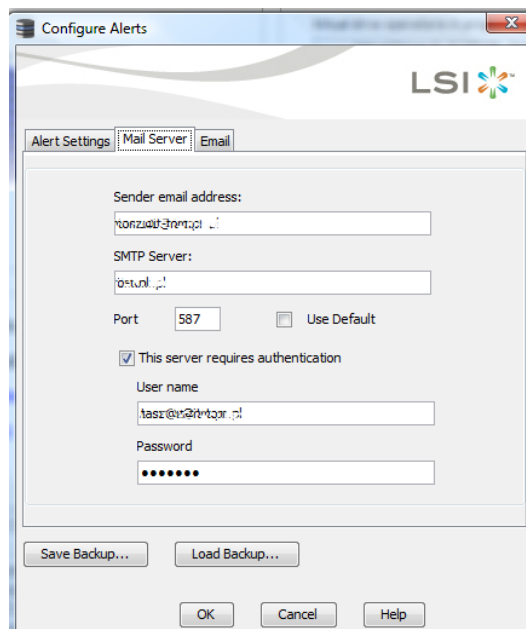 Configure Alerts
LSI
Alert Settings Mail Server Email
Sender email address:
SMTP Server:
Port 587 Use Default
This server requires authentication
User name
Password
•••••••
Save Backup... Load Backup...
OK Cancel Help